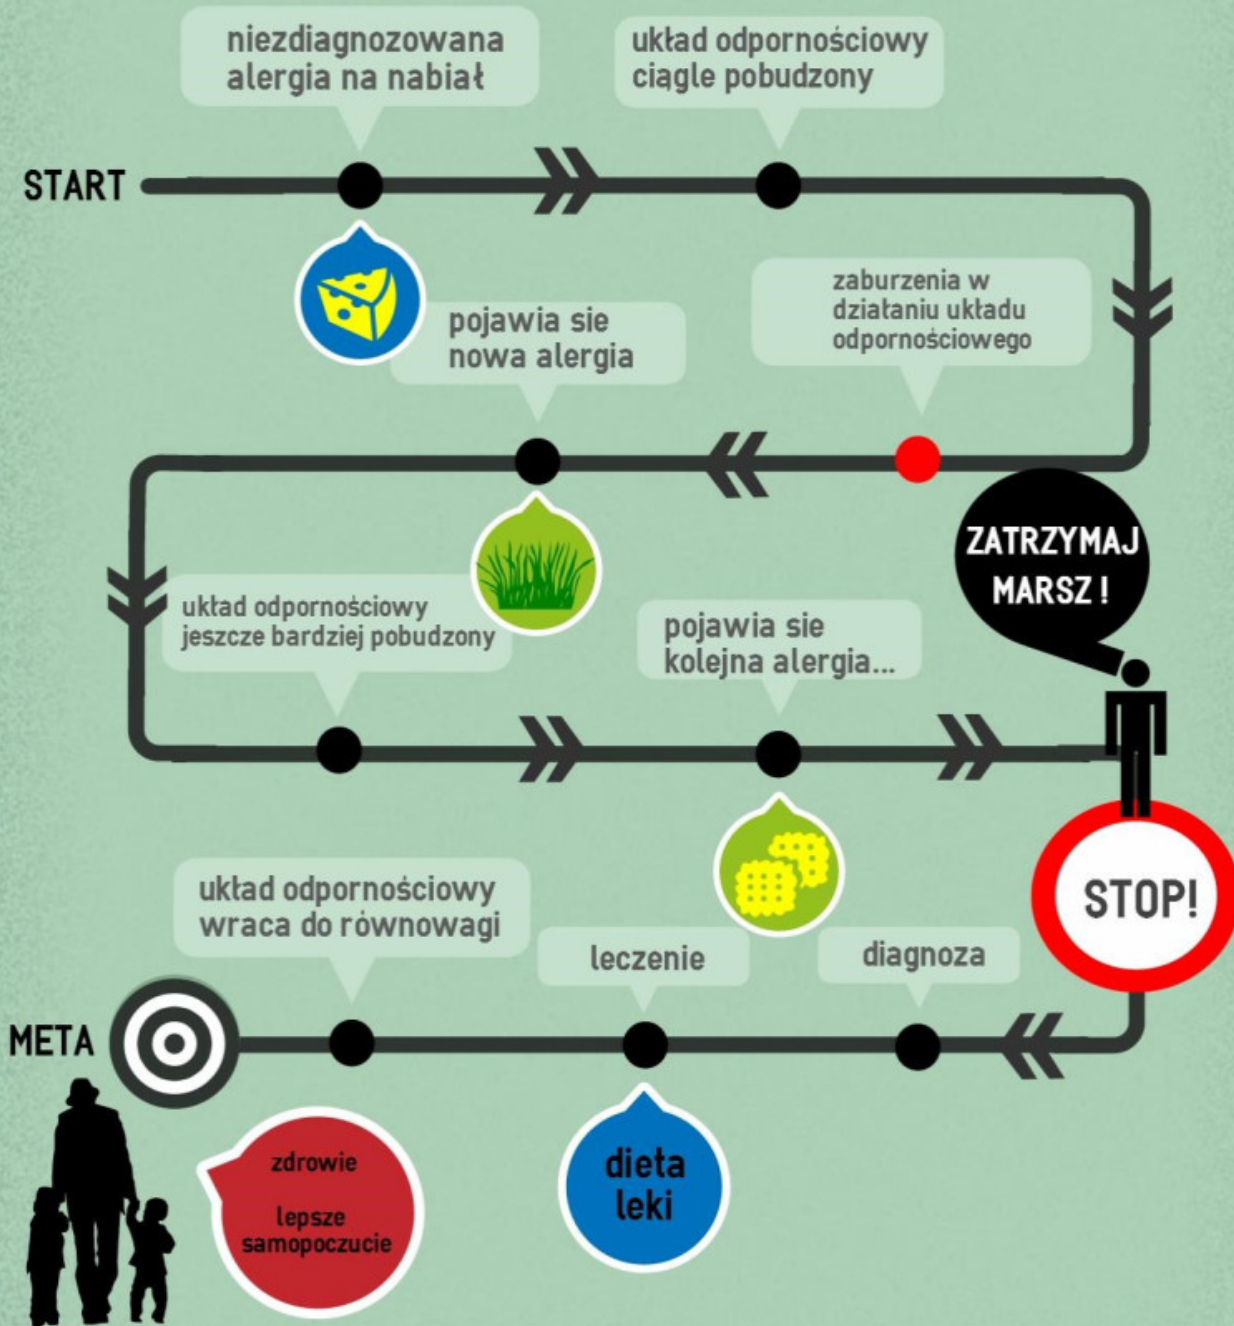 niezdiagnozowana
alergia na nabiał
układ odpornościowy
ciągle pobudzony
START
zaburzenia w
działaniu układu
odpornościowego
pojawia sie
nowa alergia
ZATRZYMAJ
MARSZ !
układ odpornościowy
jeszcze bardziej pobudzony
pojawia sie
kolejna alergia...
STOP!
diagnoza
leczenie
dieta
leki
układ odpornościowy
wraca do równowagi
META
zdrowie
lepsze
samopoczucie